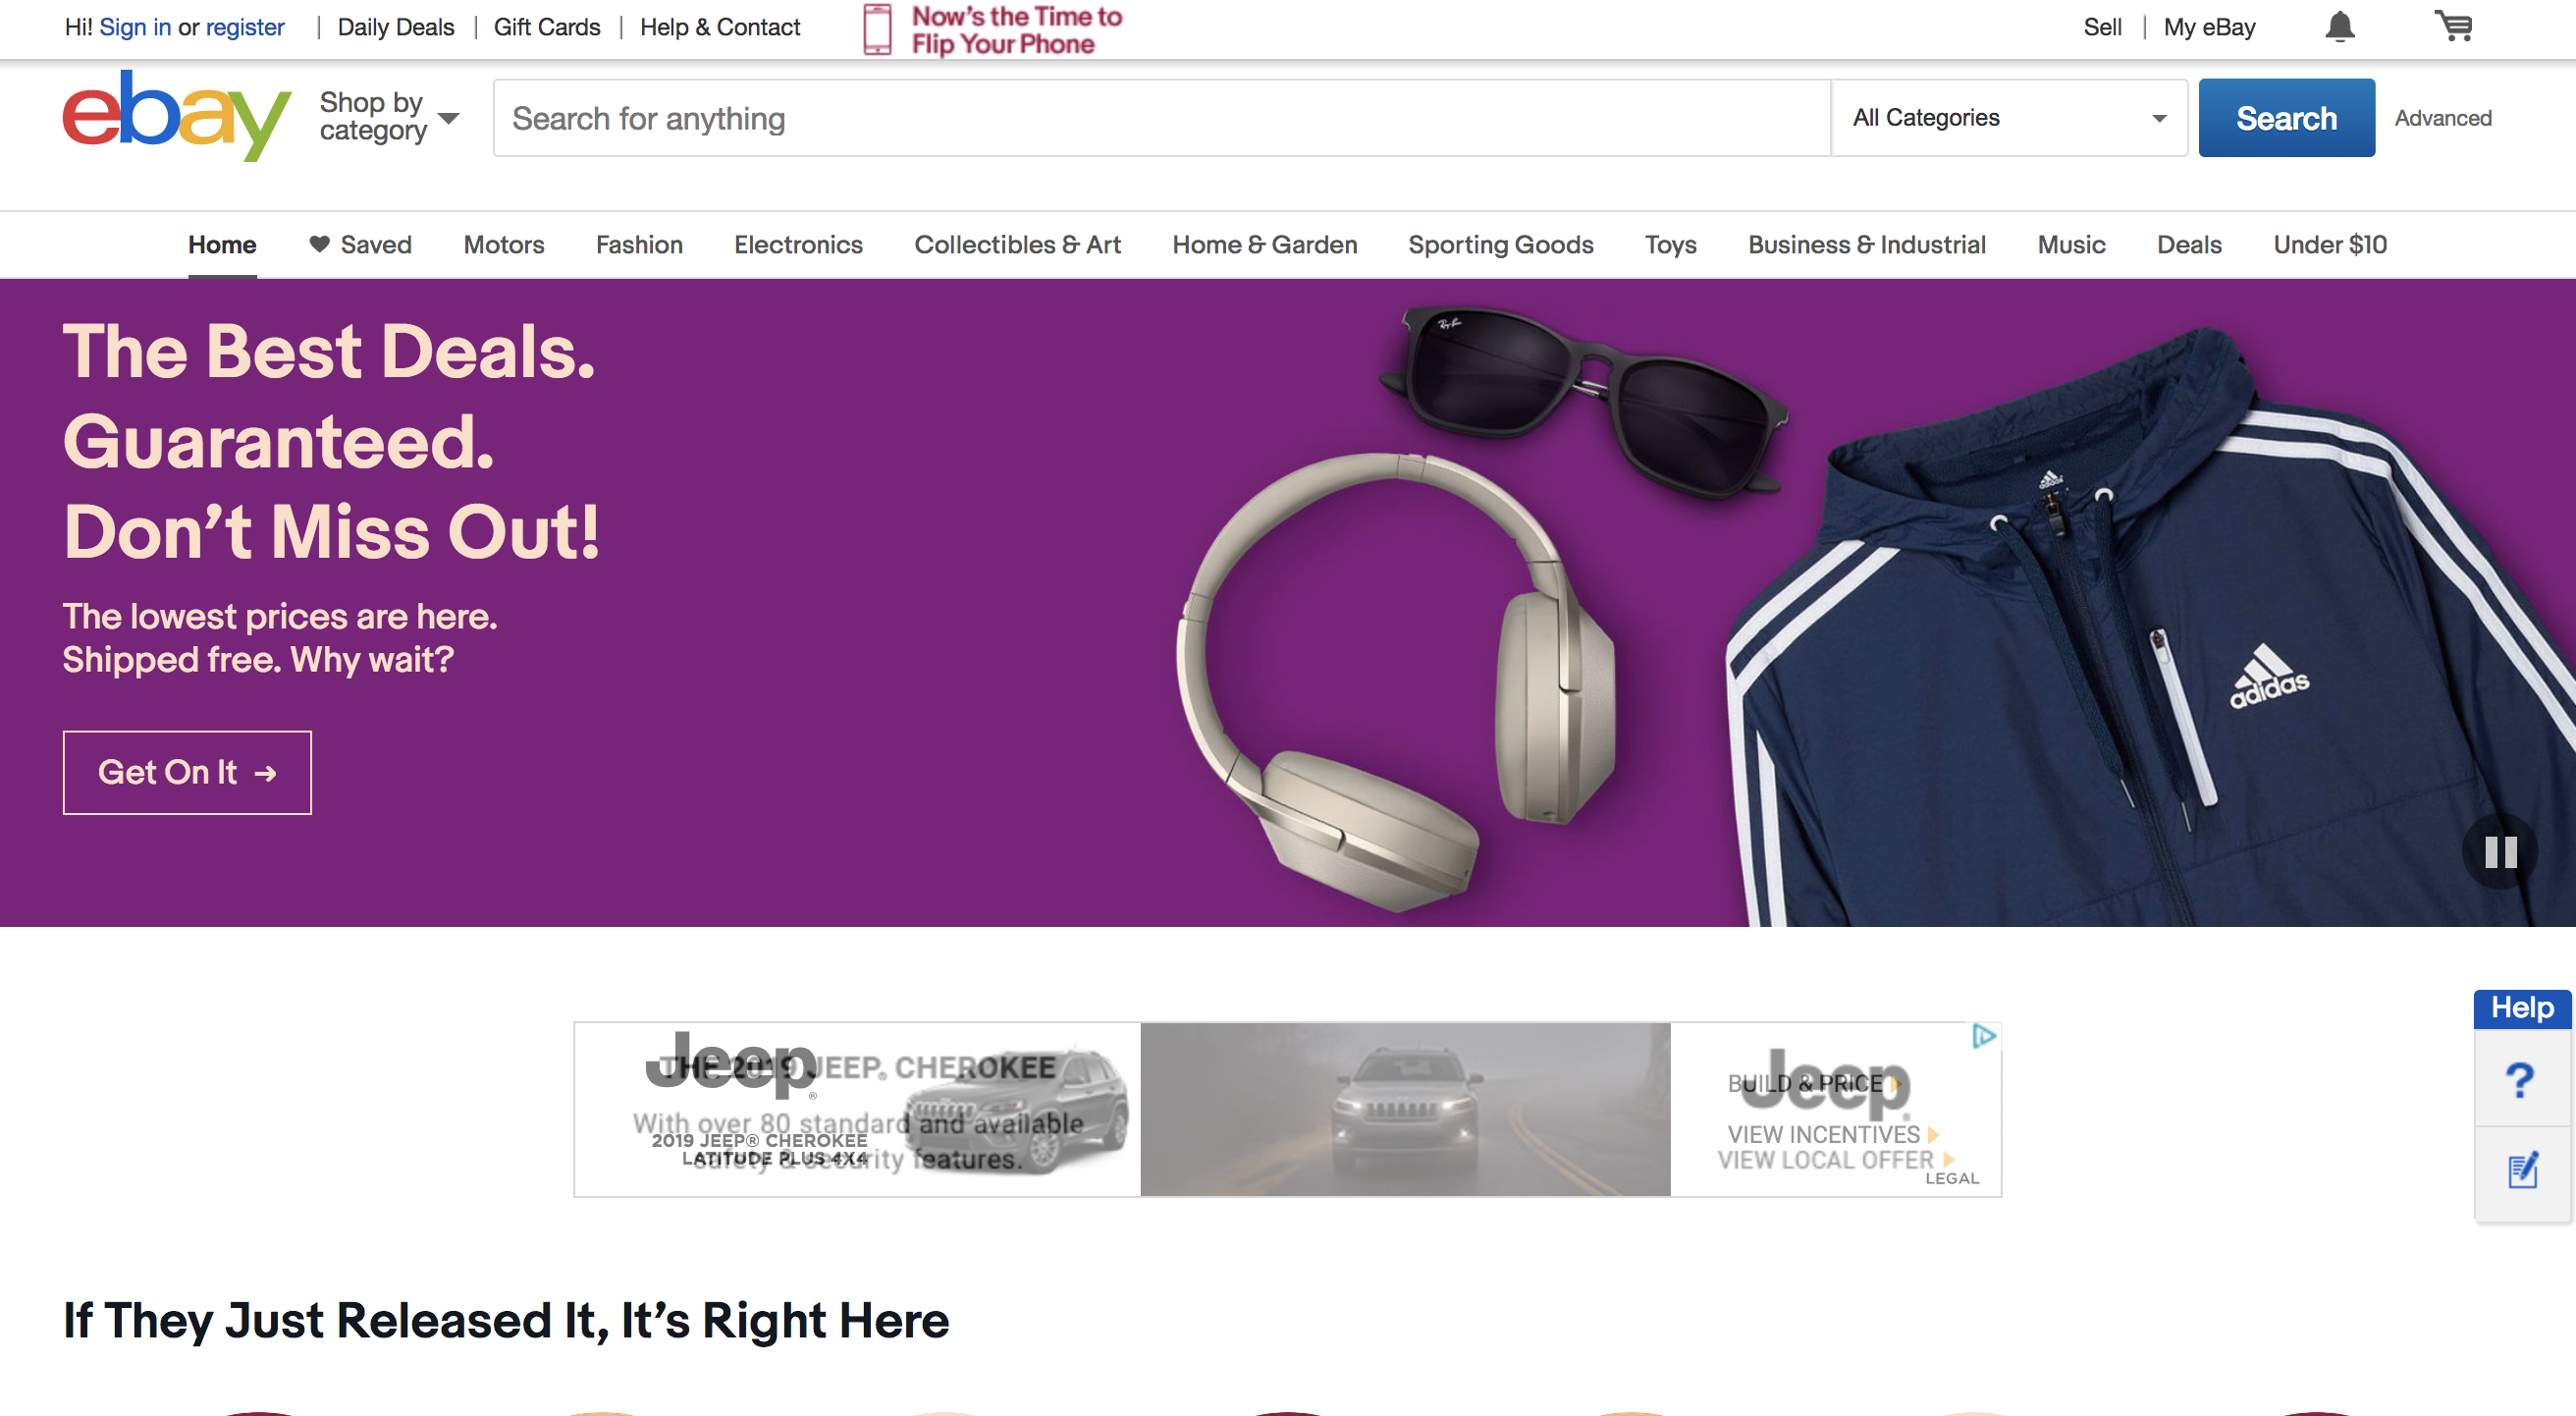 Hi! Sign in or register | Daily Deals | Gift Cards | Help & Contact
Now's the Time to
Flip Your Phone
Sell | My eBay
ebay
Shop by
category
Search for anything
All Categories
Search
Advanced
Home
Saved
Motors
Fashion
Electronics
Collectibles & Art
Home & Garden
Sporting Goods
Toys
Business & Industrial
Music
Deals
Under $10
The Best Deals.
Guaranteed.
Don’t Miss Out!
The lowest prices are here.
Shipped free. Why wait?
Get On It →
Ray-Ban
adidas
adidas
Jeep®
THE 2019 JEEP® CHEROKEE
With over 80 standard and available
safety & security features.
2019 JEEP® CHEROKEE
LATITUDE PLUS 4X4
Jeep®
BUILD & PRICE
VIEW INCENTIVES
VIEW LOCAL OFFER
LEGAL
Help
?
If They Just Released It, It’s Right Here